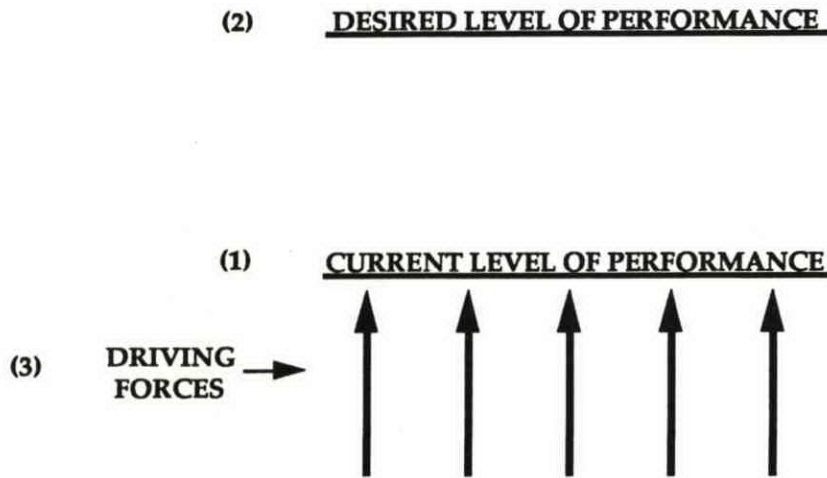 (2) DESIRED LEVEL OF PERFORMANCE
(1) CURRENT LEVEL OF PERFORMANCE
(3) DRIVING
FORCES